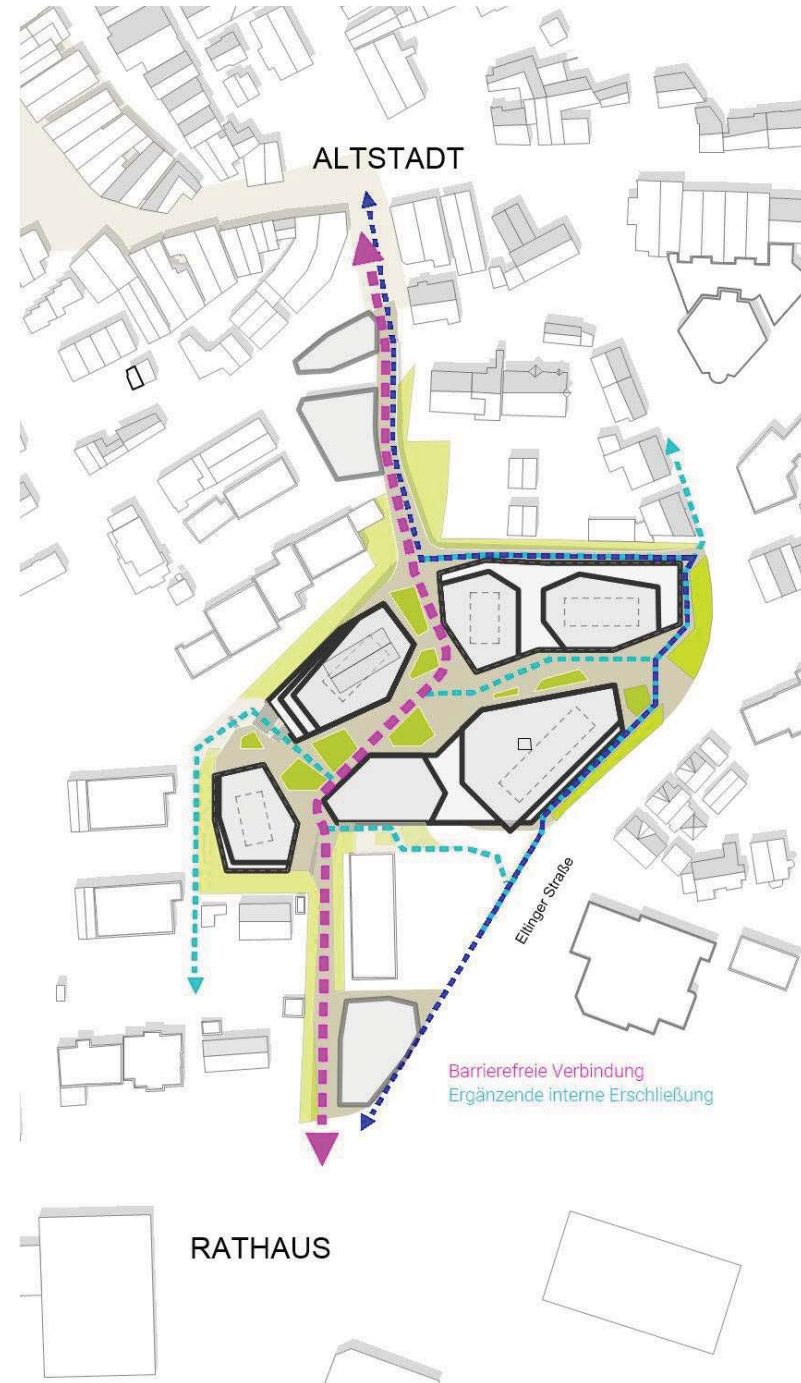 ALTSTADT
Eltinger Straße
Barrierefreie Verbindung
Ergänzende interne Erschließung
RATHAUS